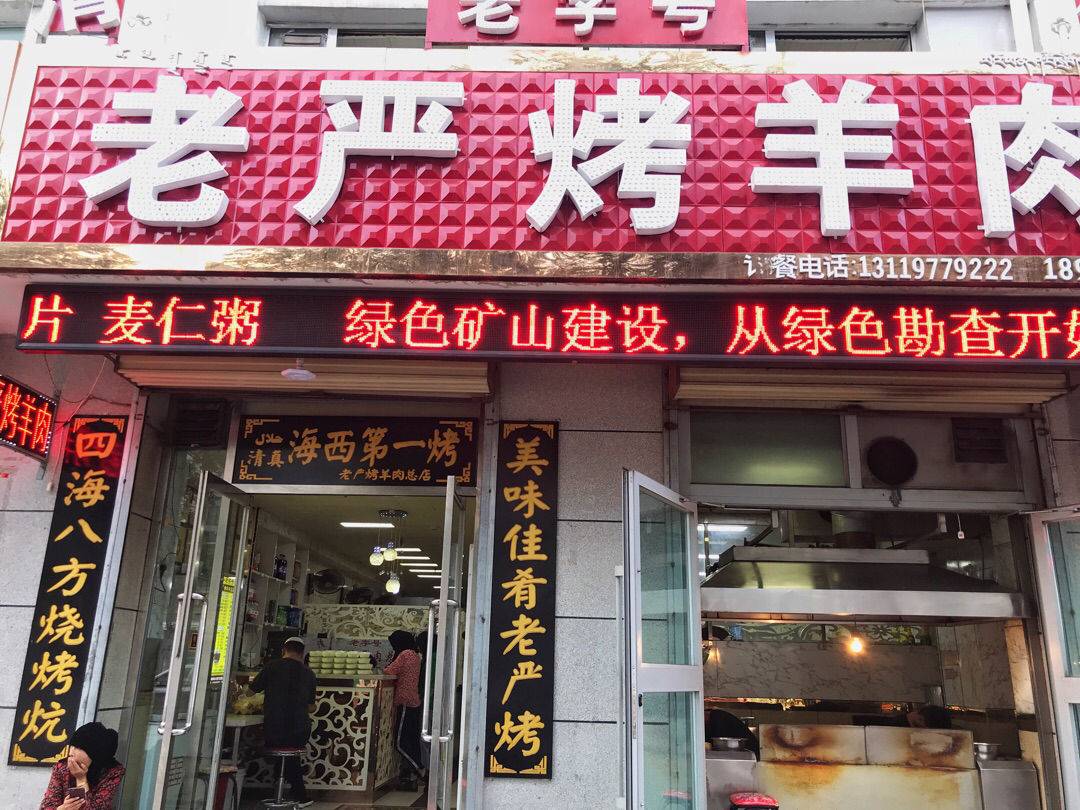 老字号
老严烤羊肉
订餐电话:13119779222 189
片 麦仁粥 绿色矿山建设，从绿色勘查开始
烤羊肉
حلال
清真
海西第一烤
老严烤羊肉总店
四海八方烧烤炕
美味佳肴老严烤